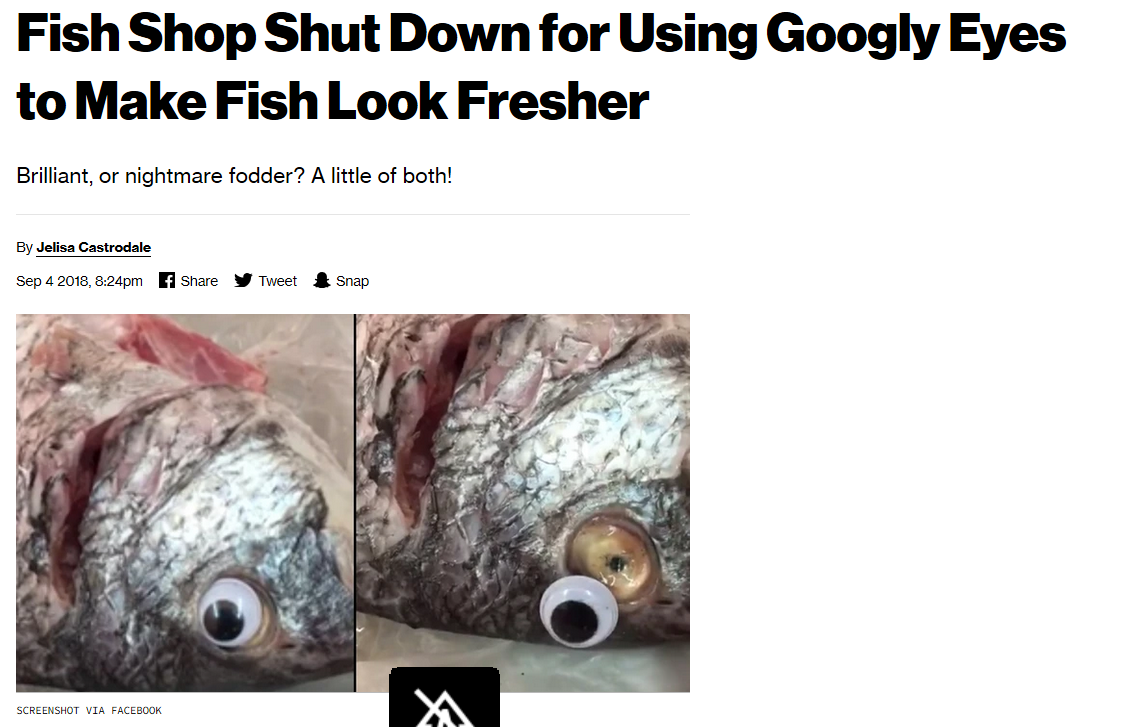 Fish Shop Shut Down for Using Googly Eyes
to Make Fish Look Fresher
Brilliant, or nightmare fodder? A little of both!
By Jelisa Castrodale
Sep 4 2018, 8:24pm Share Tweet Snap
SCREENSHOT VIA FACEBOOK